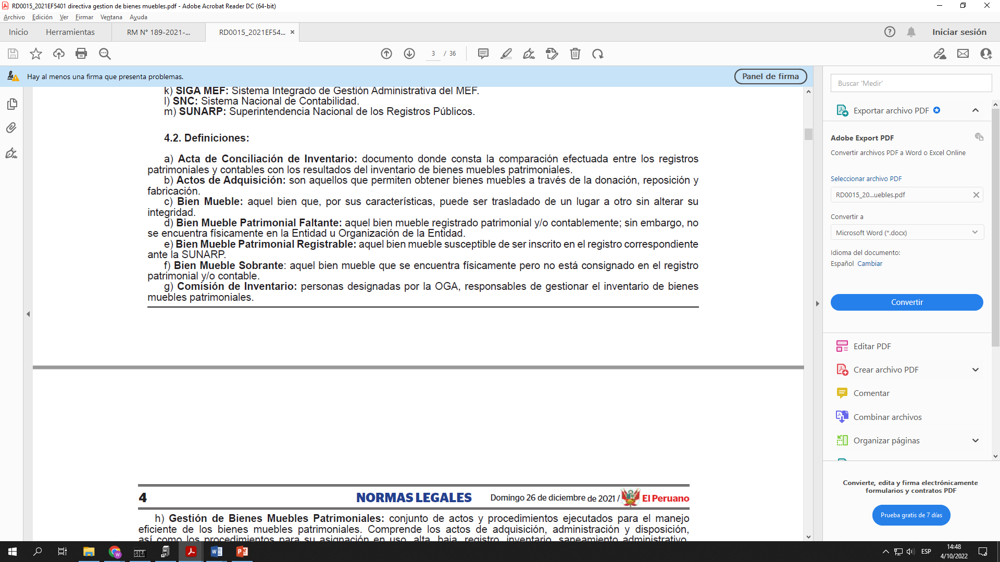 RD0015_2021EF5401 directiva gestion de bienes muebles.pdf - Adobe Acrobat Reader DC (64-bit)
Archivo Edición Ver Firmar Ventana Ayuda
Inicio Herramientas RM N° 189-2021-... RD0015_2021EF54... Iniciar sesión
3 / 36
Hay al menos una firma que presenta problemas. Panel de firma
k) SIGA MEF: Sistema Integrado de Gestión Administrativa del MEF.
l) SNC: Sistema Nacional de Contabilidad.
m) SUNARP: Superintendencia Nacional de los Registros Públicos.
4.2. Definiciones:
a) Acta de Conciliación de Inventario: documento donde consta la comparación efectuada entre los registros
patrimoniales y contables con los resultados del inventario de bienes muebles patrimoniales.
b) Actos de Adquisición: son aquellos que permiten obtener bienes muebles a través de la donación, reposición y
fabricación.
c) Bien Mueble: aquel bien que, por sus características, puede ser trasladado de un lugar a otro sin alterar su
integridad.
d) Bien Mueble Patrimonial Faltante: aquel bien mueble registrado patrimonial y/o contablemente; sin embargo, no
se encuentra físicamente en la Entidad u Organización de la Entidad.
e) Bien Mueble Patrimonial Registrable: aquel bien mueble susceptible de ser inscrito en el registro correspondiente
ante la SUNARP.
f) Bien Mueble Sobrante: aquel bien mueble que se encuentra físicamente pero no está consignado en el registro
patrimonial y/o contable.
g) Comisión de Inventario: personas designadas por la OGA, responsables de gestionar el inventario de bienes
muebles patrimoniales.
4 NORMAS LEGALES Domingo 26 de diciembre de 2021 / El Peruano
h) Gestión de Bienes Muebles Patrimoniales: conjunto de actos y procedimientos ejecutados para el manejo
eficiente de los bienes muebles patrimoniales. Comprende los actos de adquisición, administración y disposición,
así como los procedimientos para su asignación en uso, alta, baja, registro, inventario, saneamiento administrativo,
Buscar 'Medir'
Exportar archivo PDF
Adobe Export PDF
Convertir archivos PDF a Word o Excel Online
Seleccionar archivo PDF
RD0015_20...uebles.pdf
Convertir a
Microsoft Word (*.docx)
Idioma del documento:
Español Cambiar
Convertir
Editar PDF
Crear archivo PDF
Comentar
Combinar archivos
Organizar páginas
Convierte, edita y firma electrónicamente
formularios y contratos PDF
Prueba gratis de 7 días
SIGA
ESP
14:48
4/10/2022